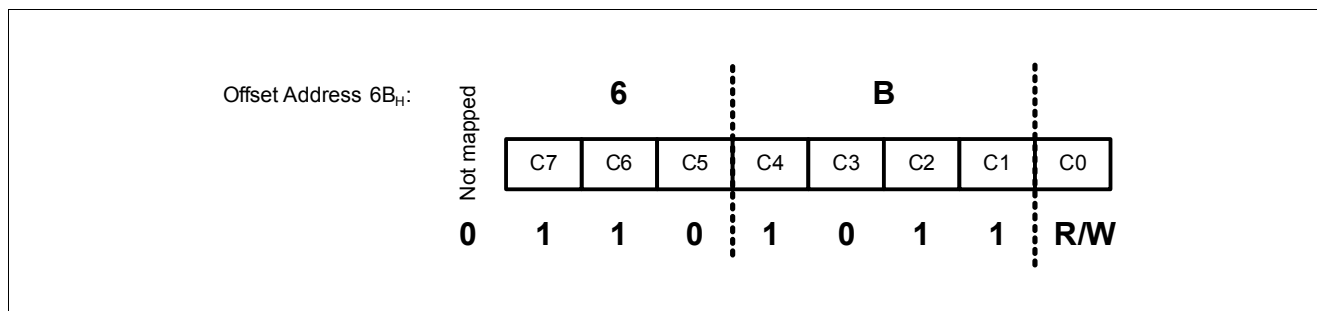 Offset Address 6BH:
Not mapped
6 B
C7 C6 C5 C4 C3 C2 C1 C0
0 1 1 0 1 0 1 1 R/W